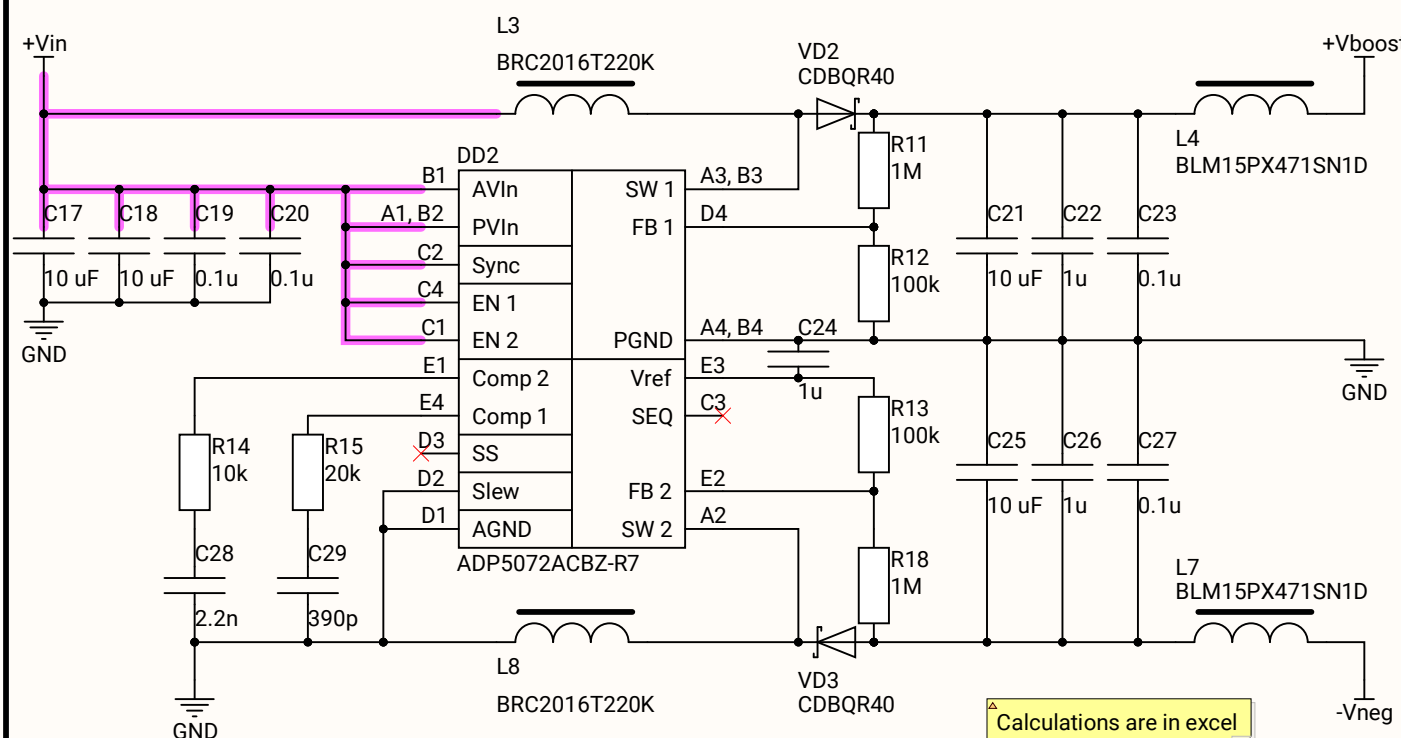 L3
BRC2016T220K
+Vin
VD2
CDBQR40
+Vboost
L4
BLM15PX471SN1D
DD2
B1
AVIn
SW 1
A3, B3
R11
1M
A1, B2
PVIn
FB 1
D4
C17
10 uF
C18
10 uF
C19
0.1u
C20
0.1u
GND
C2
Sync
C4
EN 1
C1
EN 2
PGND
A4, B4
R12
100k
C21
10 uF
C22
1u
C23
0.1u
C24
1u
GND
E1
Comp 2
Vref
E3
E4
Comp 1
SEQ
C3
R13
100k
D3
SS
D2
Slew
FB 2
E2
D1
AGND
SW 2
A2
ADP5072ACBZ-R7
R14
10k
R15
20k
C28
2.2n
C29
390p
GND
C25
10 uF
C26
1u
C27
0.1u
R18
1M
L7
BLM15PX471SN1D
L8
BRC2016T220K
VD3
CDBQR40
-Vneg
Calculations are in excel